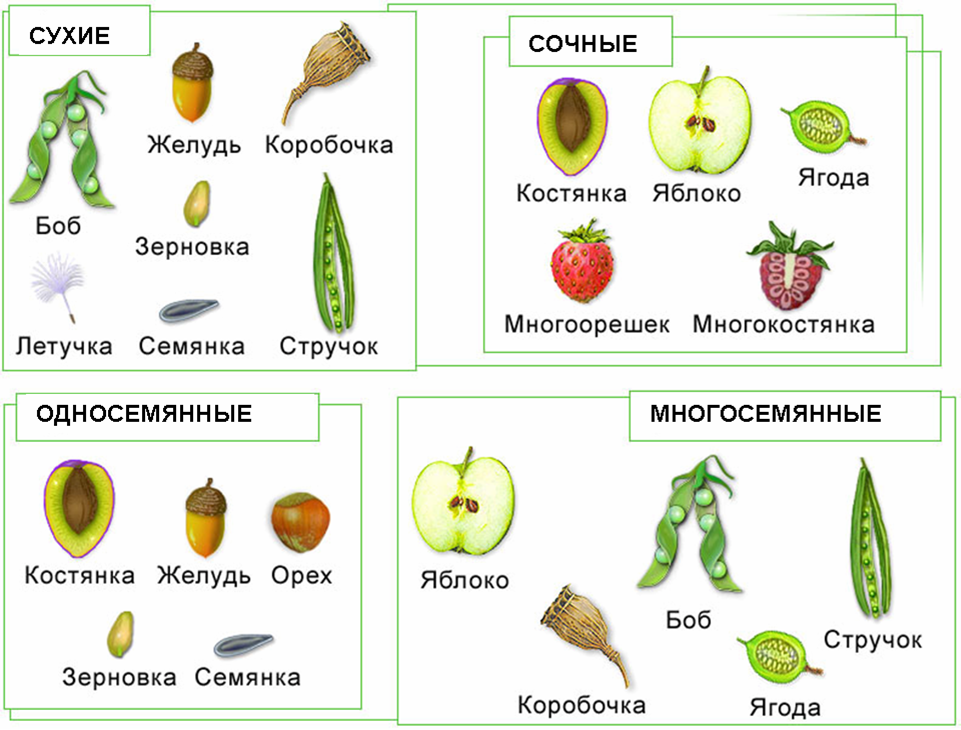 СУХИЕ
Желудь
Коробочка
Боб
Зерновка
Летучка
Семянка
Стручок
СОЧНЫЕ
Костянка
Яблоко
Ягода
Многоорешек
Многокостянка
ОДНОСЕМЯННЫЕ
Костянка
Желудь
Орех
Зерновка
Семянка
МНОГОСЕМЯННЫЕ
Яблоко
Боб
Стручок
Коробочка
Ягода